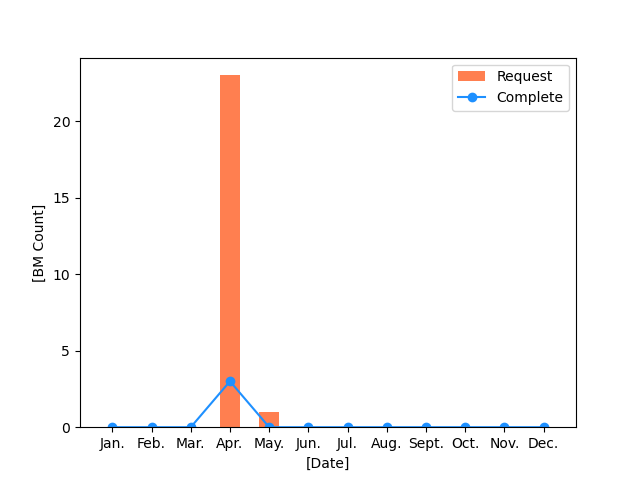 Request
Complete
20
15
10
5
0
[BM Count]
Jan. Feb. Mar. Apr. May. Jun. Jul. Aug. Sept. Oct. Nov. Dec.
[Date]